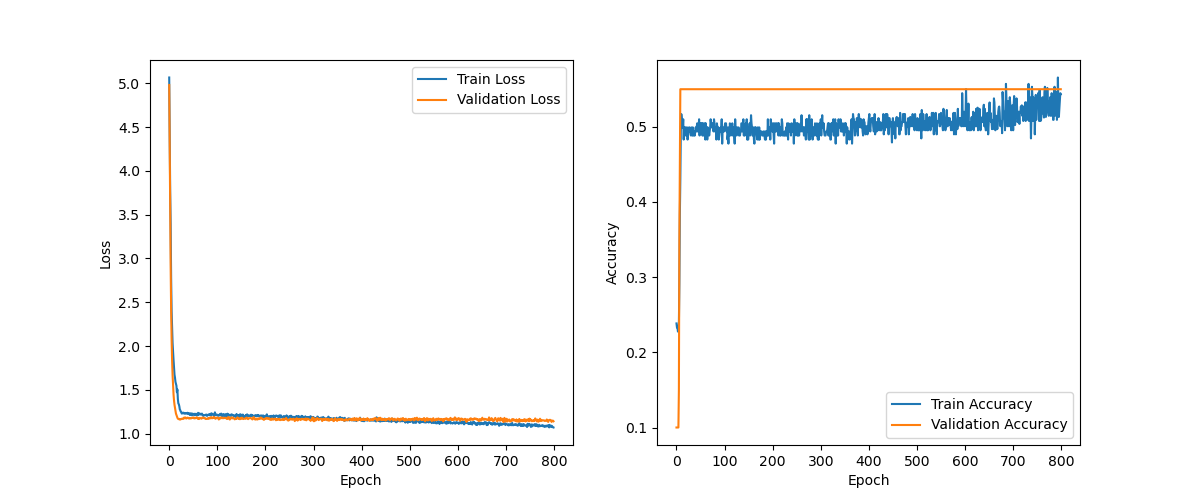 5.0
4.5
4.0
3.5
3.0
2.5
2.0
1.5
1.0
Loss
0 100 200 300 400 500 600 700 800
Epoch
Train Loss
Validation Loss
0.5
0.4
0.3
0.2
0.1
Accuracy
0 100 200 300 400 500 600 700 800
Epoch
Train Accuracy
Validation Accuracy